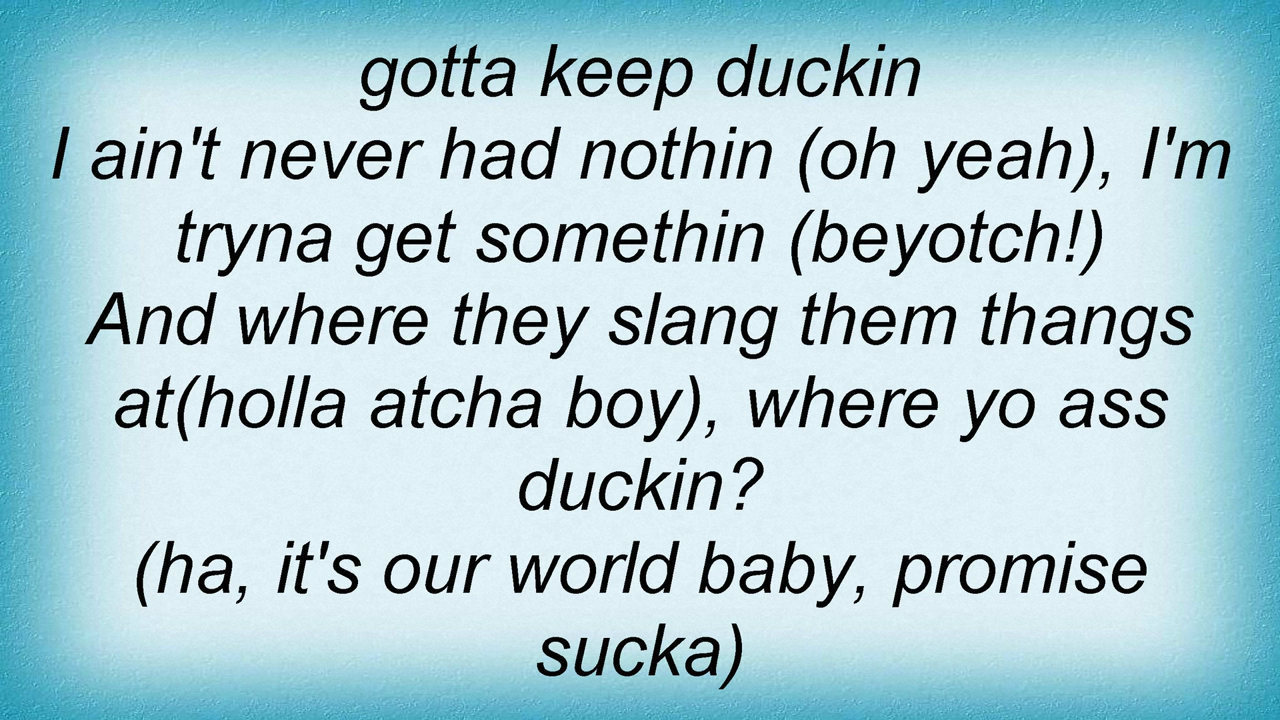 gotta keep duckin
I ain't never had nothin (oh yeah), I'm
tryna get somethin (beyotch!)
And where they slang them thangs
at(holla atcha boy), where yo ass
duckin?
(ha, it's our world baby, promise
sucka)